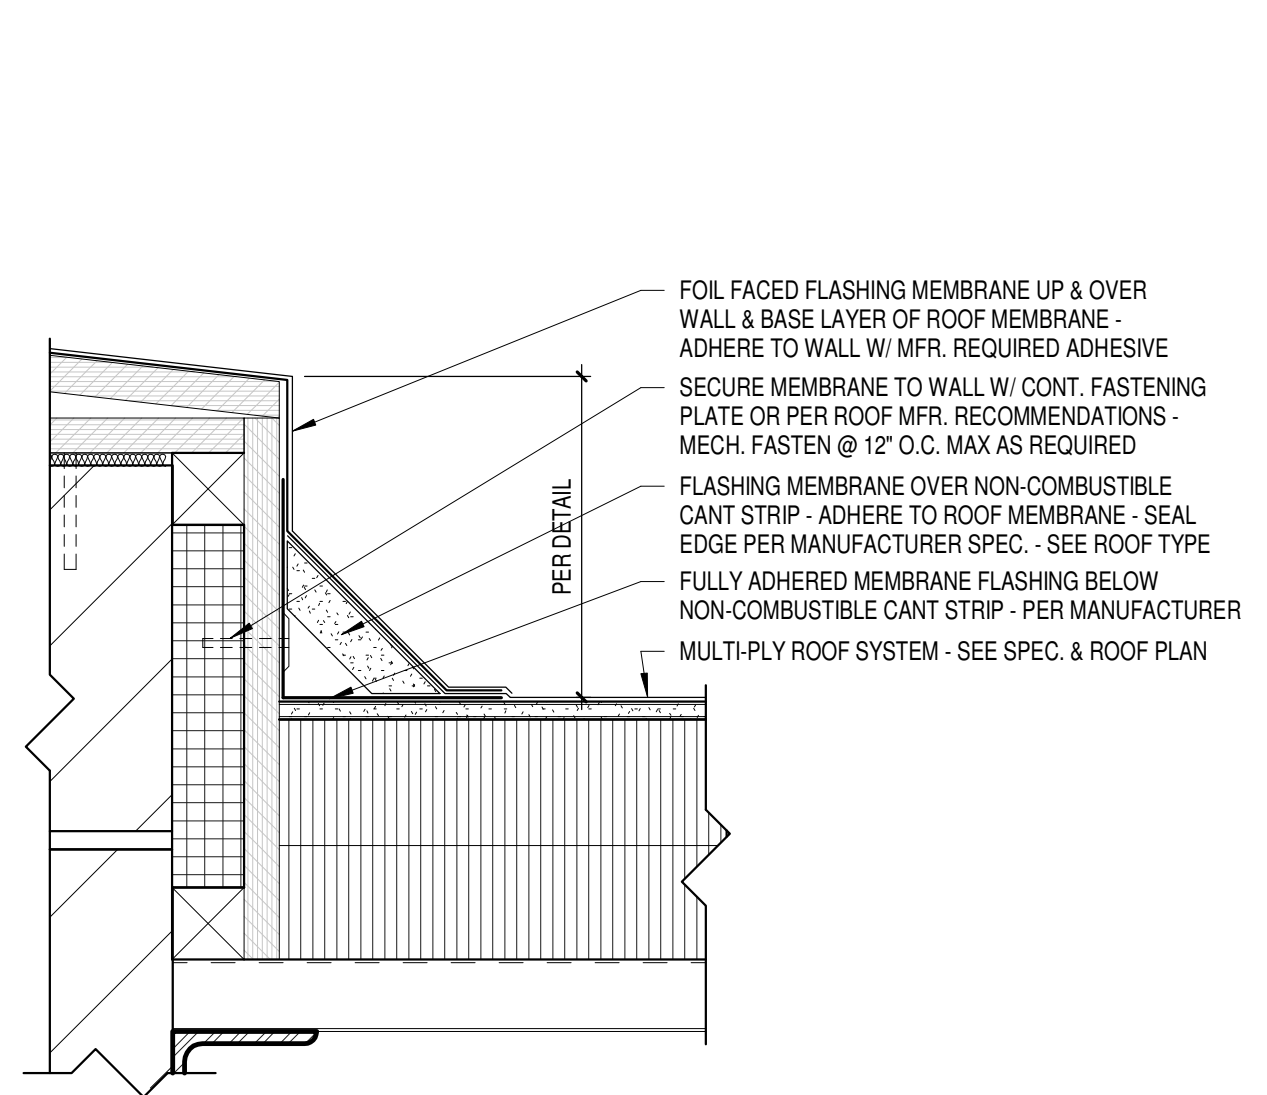 FOIL FACED FLASHING MEMBRANE UP & OVER
WALL & BASE LAYER OF ROOF MEMBRANE -
ADHERE TO WALL W/ MFR. REQUIRED ADHESIVE
SECURE MEMBRANE TO WALL W/ CONT. FASTENING
PLATE OR PER ROOF MFR. RECOMMENDATIONS -
MECH. FASTEN @ 12" O.C. MAX AS REQUIRED
FLASHING MEMBRANE OVER NON-COMBUSTIBLE
CANT STRIP - ADHERE TO ROOF MEMBRANE - SEAL
EDGE PER MANUFACTURER SPEC. - SEE ROOF TYPE
FULLY ADHERED MEMBRANE FLASHING BELOW
NON-COMBUSTIBLE CANT STRIP - PER MANUFACTURER
MULTI-PLY ROOF SYSTEM - SEE SPEC. & ROOF PLAN
PER DETAIL